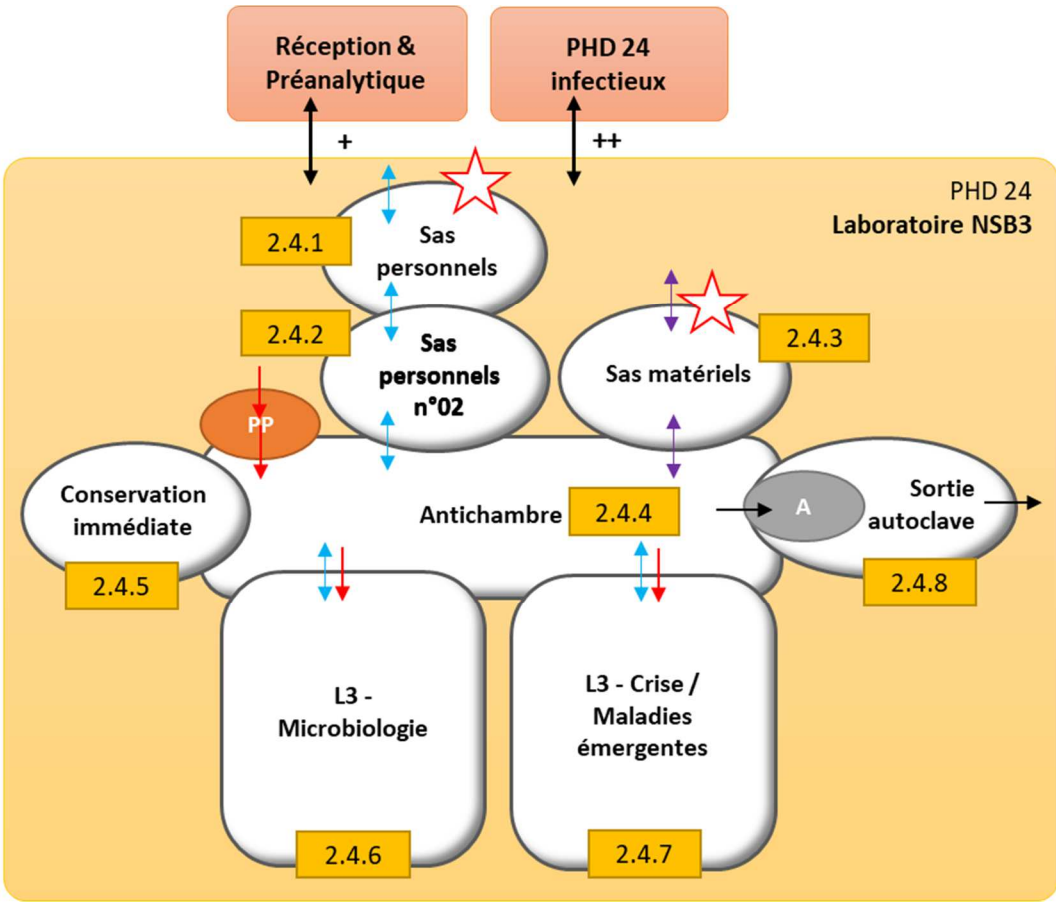 Réception &
Préanalytique
PHD 24
infectieux
+
++
PHD 24
Laboratoire NSB3
2.4.1
Sas
personnels
2.4.2
Sas
personnels
n°02
2.4.3
Sas matériels
PP
Conservation
immédiate
2.4.5
Antichambre
2.4.4
A
Sortie
autoclave
2.4.8
L3 -
Microbiologie
2.4.6
L3 - Crise /
Maladies
émergentes
2.4.7